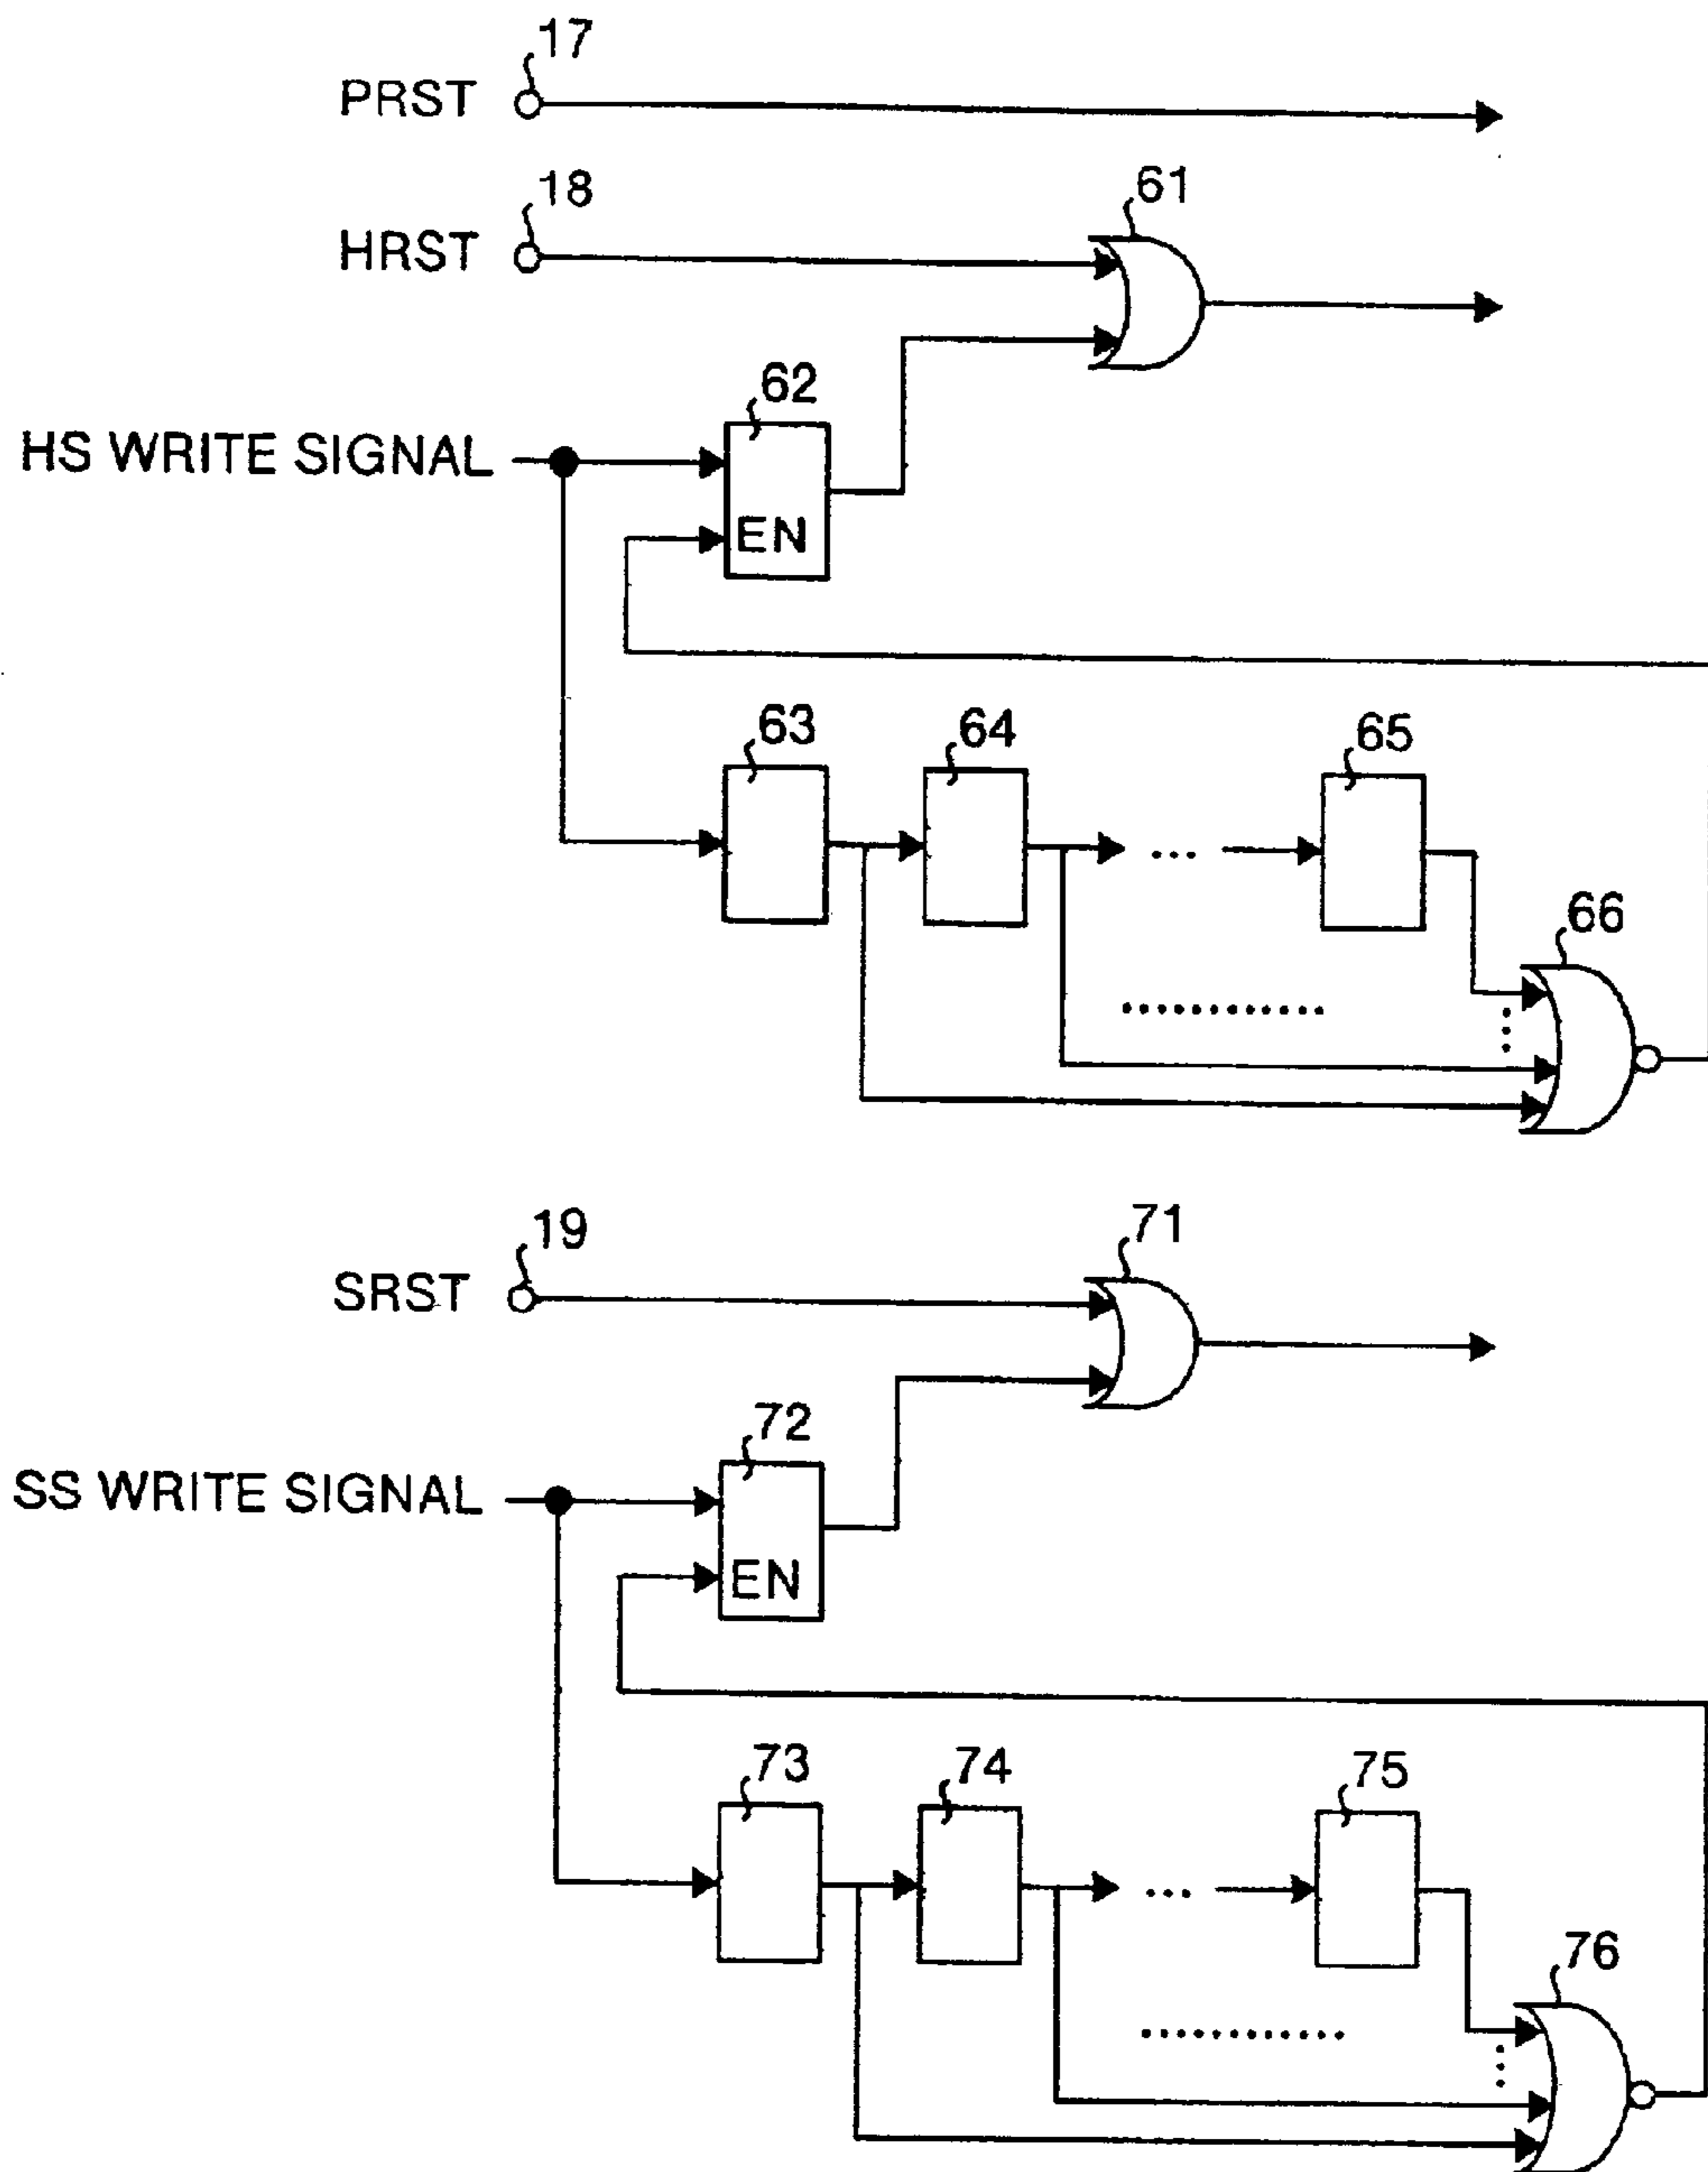 17
PRST
18
HRST
61
62
HS WRITE SIGNAL
EN
63
64
65
66
19
SRST
71
72
SS WRITE SIGNAL
EN
73
74
75
76